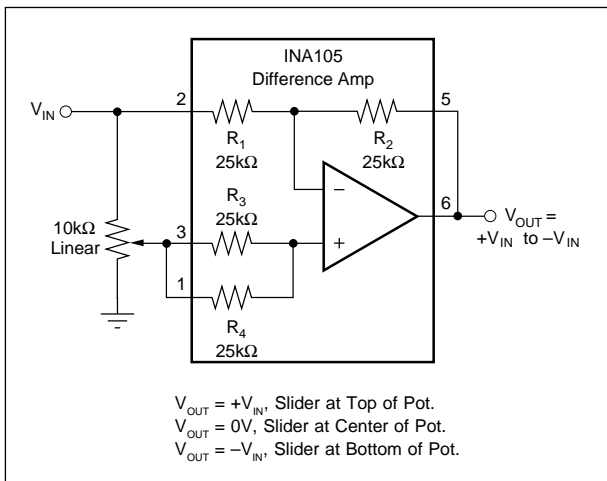 INA105
Difference Amp
2
5
V_IN
R_1
25kΩ
R_2
25kΩ
R_3
25kΩ
3
10kΩ
Linear
1
R_4
25kΩ
−
+
6
V_OUT =
+V_IN to –V_IN
V_OUT = +V_IN, Slider at Top of Pot.
V_OUT = 0V, Slider at Center of Pot.
V_OUT = –V_IN, Slider at Bottom of Pot.